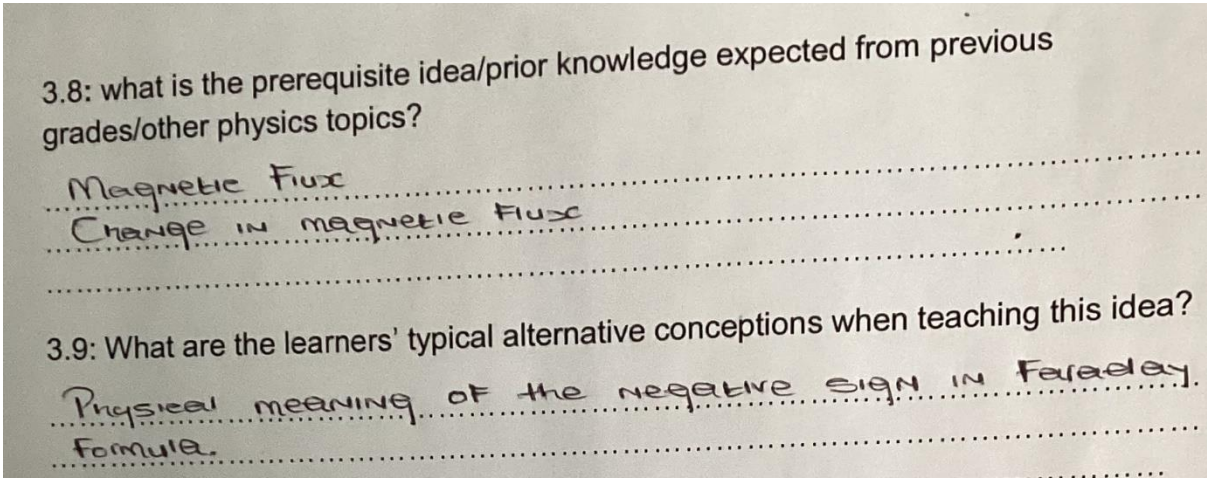 3.8: what is the prerequisite idea/prior knowledge expected from previous
grades/other physics topics?
Magnetic Flux
Change in magnetic Flux
3.9: What are the learners' typical alternative conceptions when teaching this idea?
Physical meaning of the negative sign in Faraday
Formula.